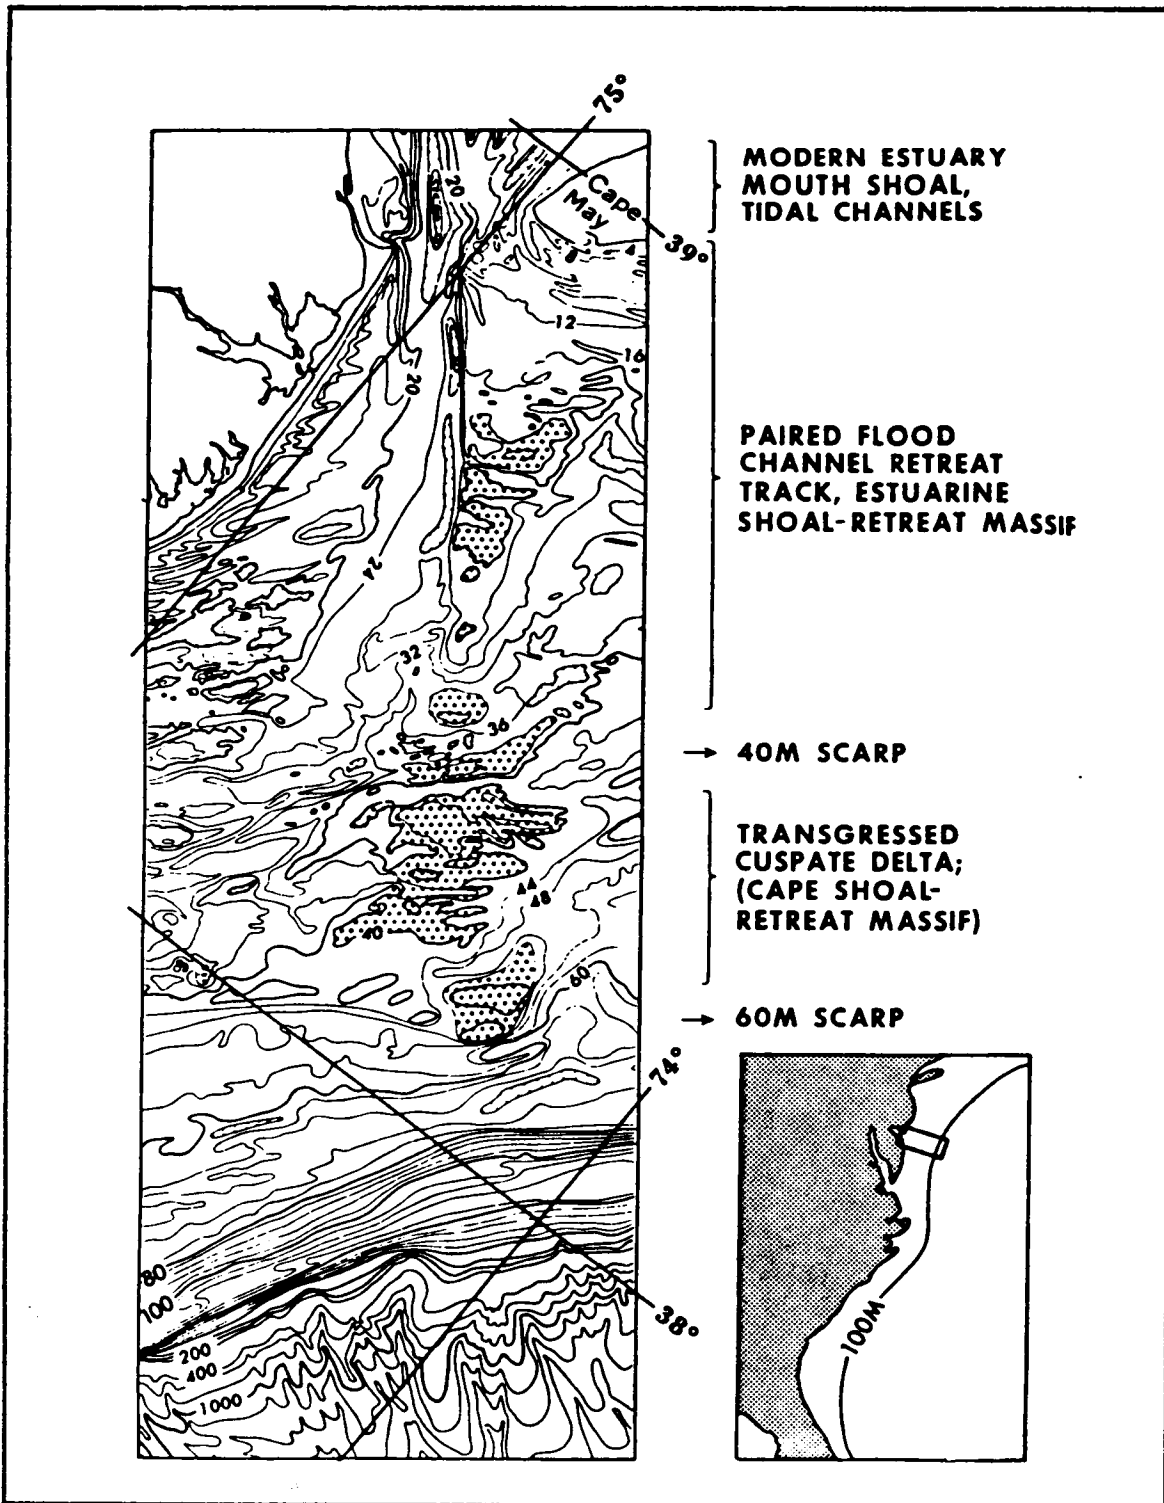 75°
MODERN ESTUARY
MOUTH SHOAL,
TIDAL CHANNELS
20
Cape
May
39°
4
8
12
16
20
PAIRED FLOOD
CHANNEL RETREAT
TRACK, ESTUARINE
SHOAL-RETREAT MASSIF
24
32
36
40M SCARP
TRANSGRESSED
CUSPATE DELTA;
(CAPE SHOAL-
RETREAT MASSIF)
44
48
40
60
60M SCARP
74°
80
100
38°
200
400
1000
100M